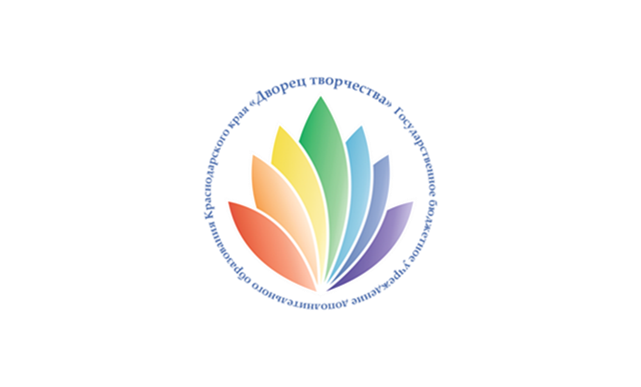 Государственное бюджетное учреждение дополнительного образования Краснодарского края «Дворец творчества»